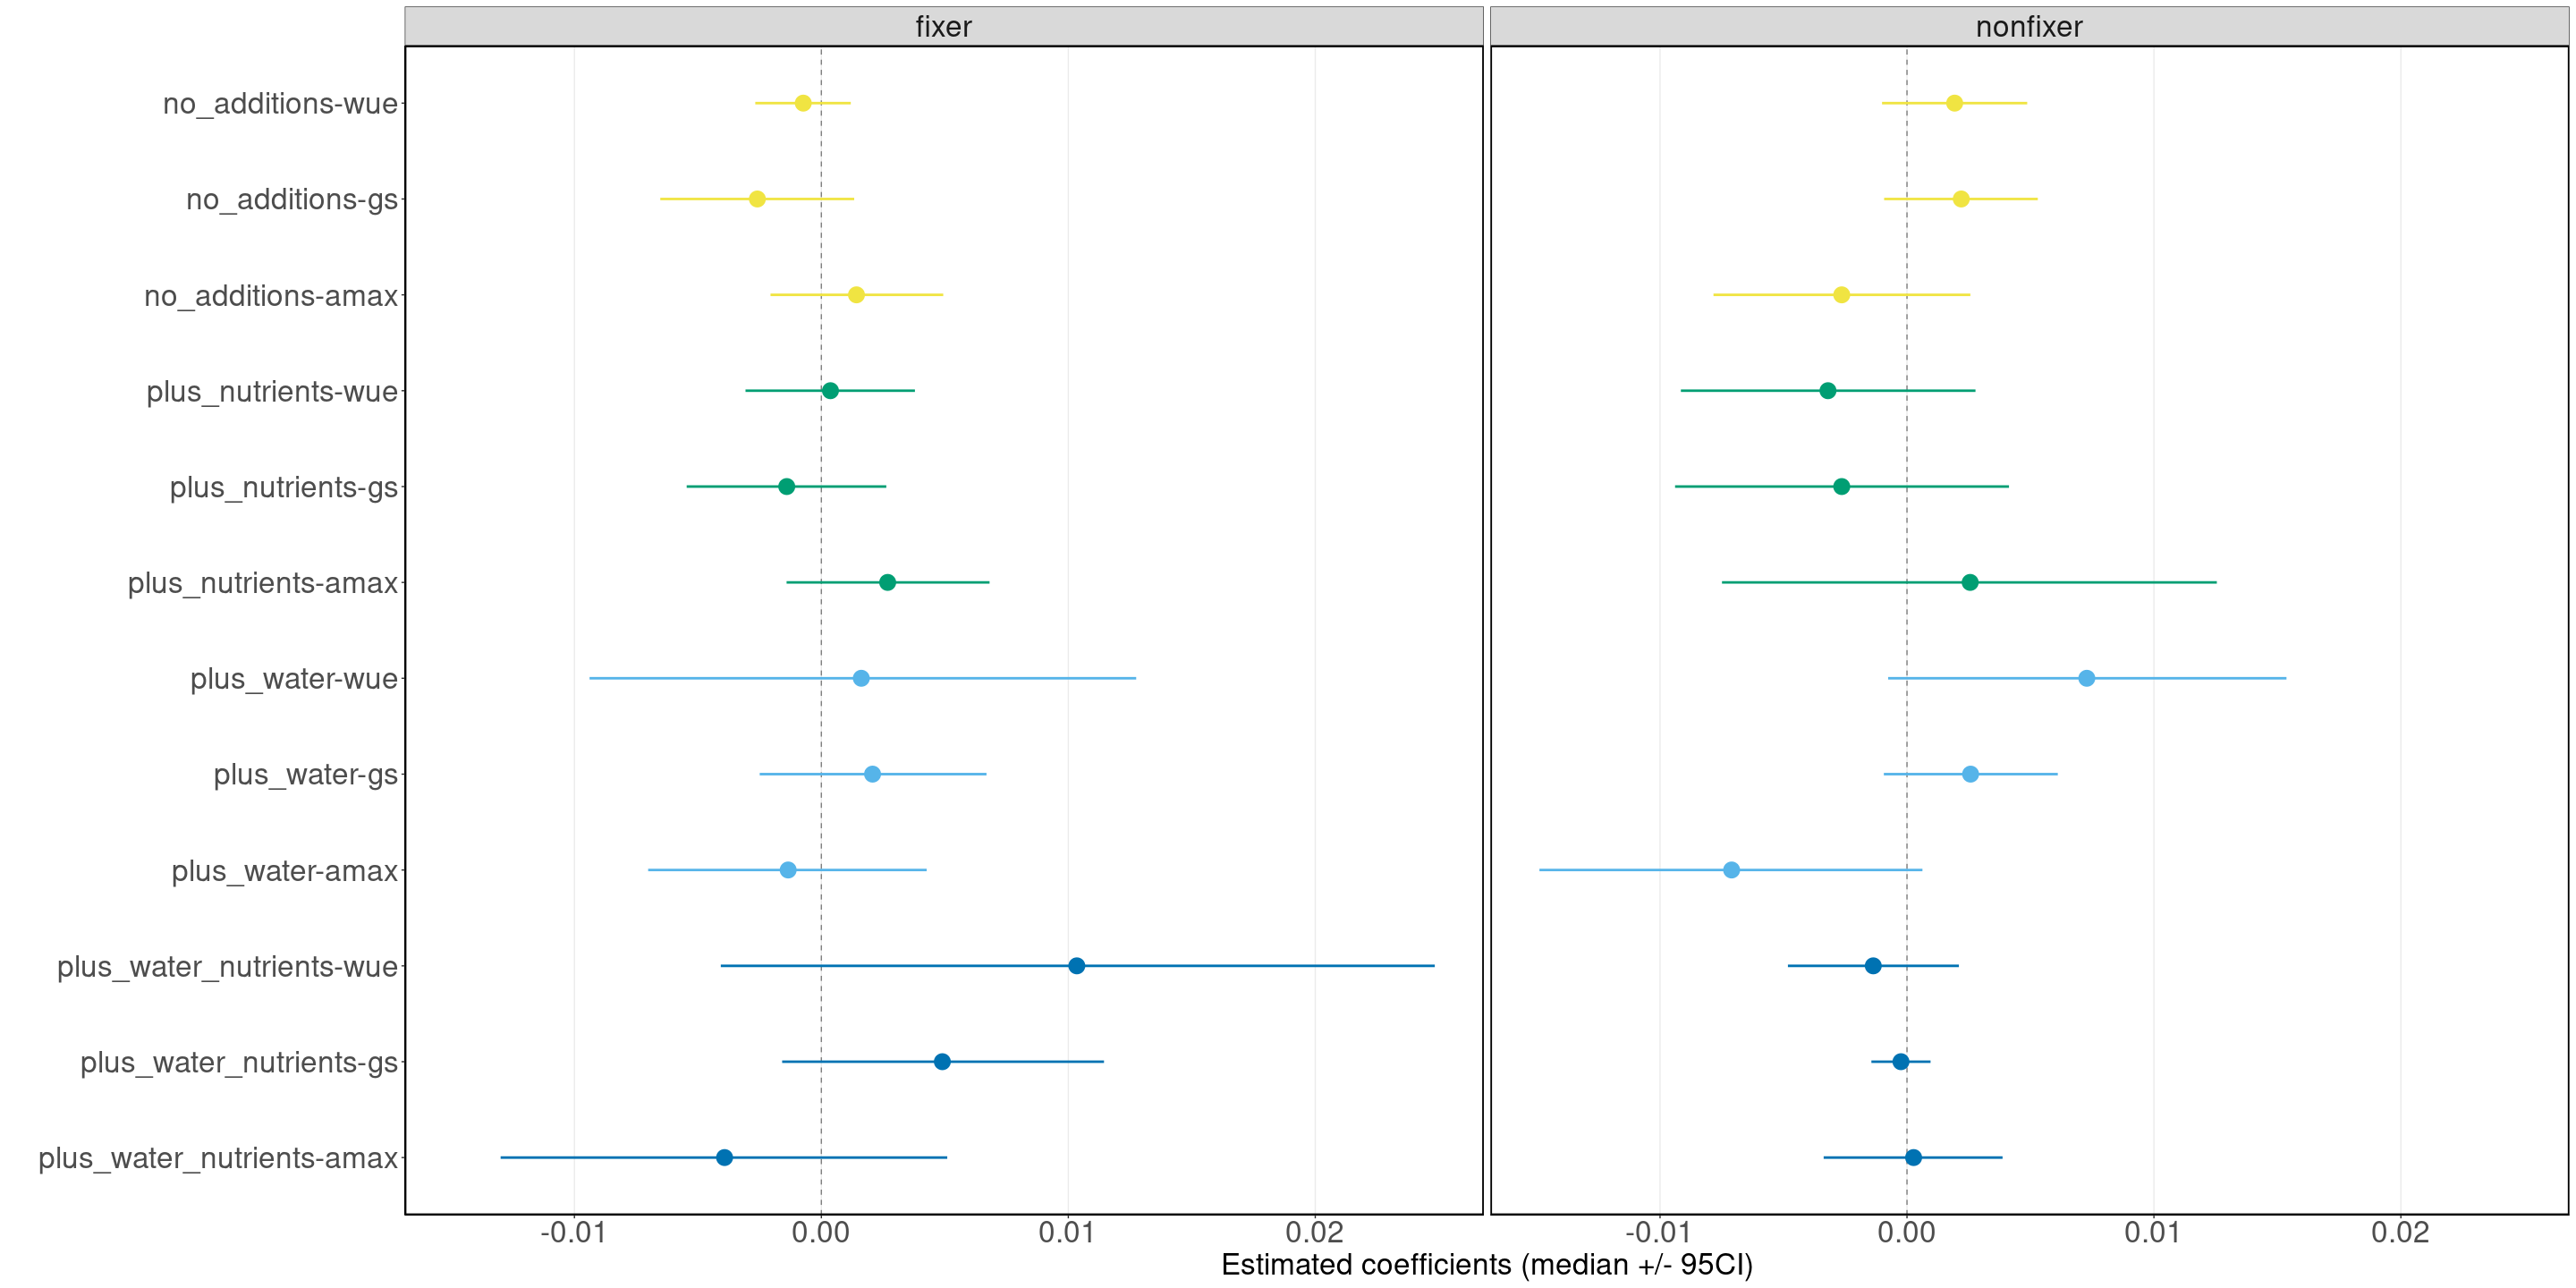 fixer
nonfixer
no_additions-wue
no_additions-gs
no_additions-amax
plus_nutrients-wue
plus_nutrients-gs
plus_nutrients-amax
plus_water-wue
plus_water-gs
plus_water-amax
plus_water_nutrients-wue
plus_water_nutrients-gs
plus_water_nutrients-amax
-0.01 0.00 0.01 0.02
-0.01 0.00 0.01 0.02
Estimated coefficients (median +/- 95CI)